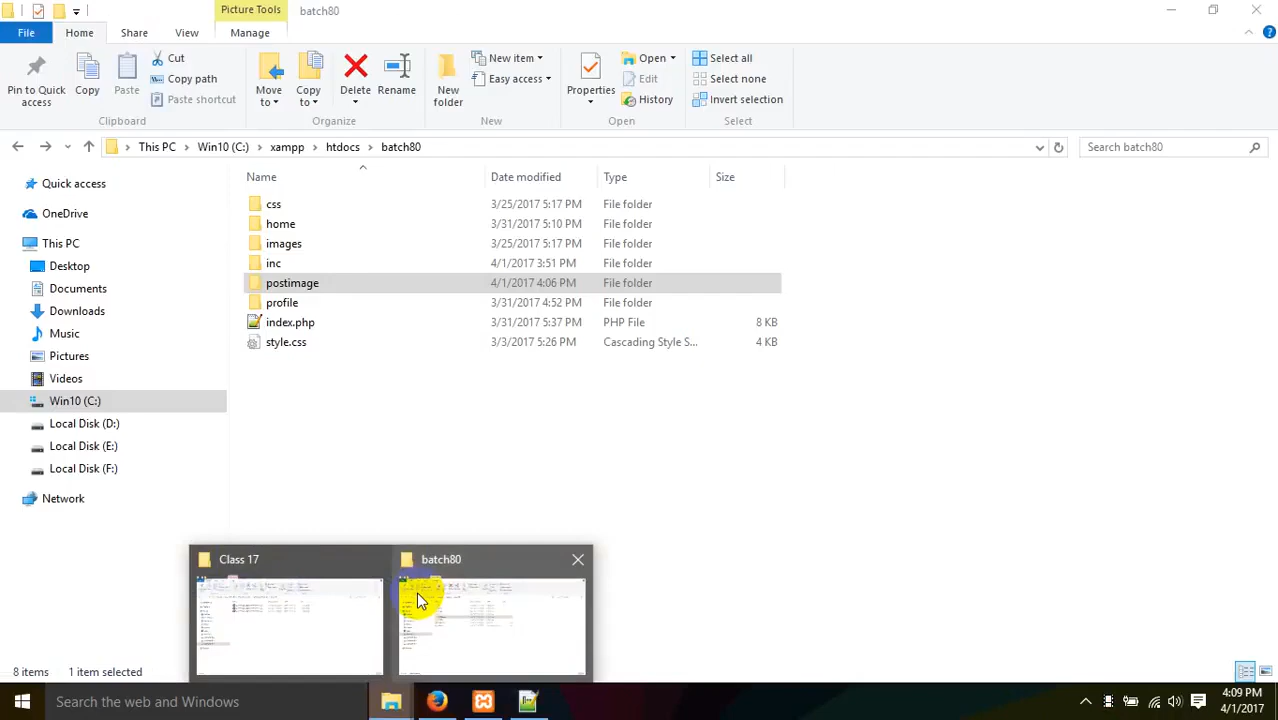 Picture Tools
batch80
File
Home
Share
View
Manage
Pin to Quick access
Copy
Paste
Cut
Copy path
Paste shortcut
Clipboard
Move to
Copy to
Delete
Rename
Organize
New folder
New item
Easy access
New
Properties
Open
Edit
History
Open
Select all
Select none
Invert selection
Select
This PC
Win10 (C:)
xampp
htdocs
batch80
Search batch80
Name
Date modified
Type
Size
css 3/25/2017 5:17 PM File folder
home 3/31/2017 5:10 PM File folder
images 3/25/2017 5:17 PM File folder
inc 4/1/2017 3:51 PM File folder
postimage 4/1/2017 4:06 PM File folder
profile 3/31/2017 4:52 PM File folder
index.php 3/31/2017 5:37 PM PHP File 8 KB
style.css 3/3/2017 5:26 PM Cascading Style S... 4 KB
Quick access
OneDrive
This PC
Desktop
Documents
Downloads
Music
Pictures
Videos
Win10 (C:)
Local Disk (D:)
Local Disk (E:)
Local Disk (F:)
Network
Class 17
batch80
8 items
1 item selected
Search the web and Windows
4:09 PM
4/1/2017